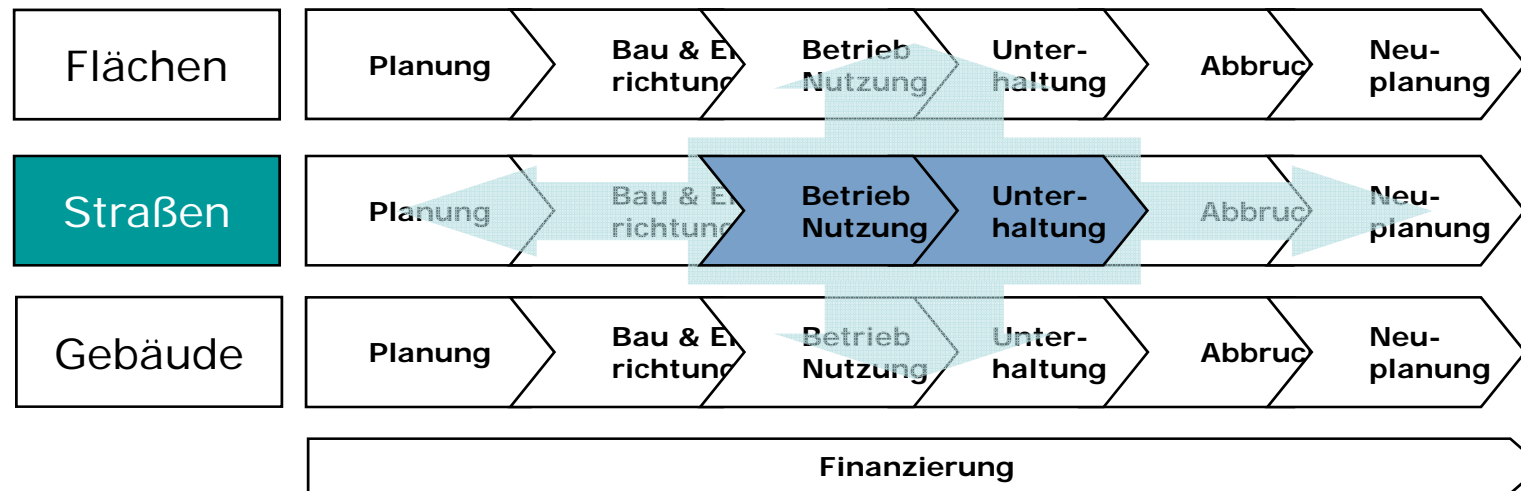 Flächen
Planung
Bau & Er
richtung
Betrieb
Nutzung
Unter-
haltung
Abbruc
Neu-
planung
Straßen
Planung
Bau & Er
richtung
Betrieb
Nutzung
Unter-
haltung
Abbruc
Neu-
planung
Gebäude
Planung
Bau & Er
richtung
Betrieb
Nutzung
Unter-
haltung
Abbruc
Neu-
planung
Finanzierung